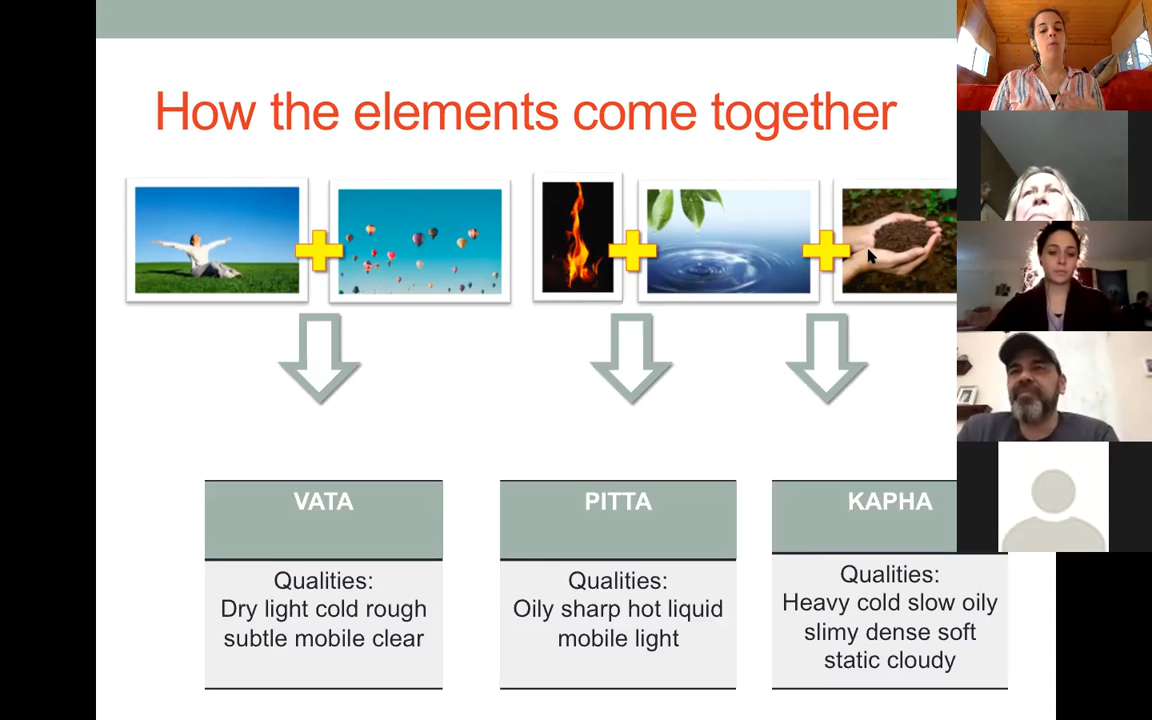 How the elements come together
VATA
Qualities:
Dry light cold rough
subtle mobile clear
PITTA
Qualities:
Oily sharp hot liquid
mobile light
KAPHA
Qualities:
Heavy cold slow oily
slimy dense soft
static cloudy